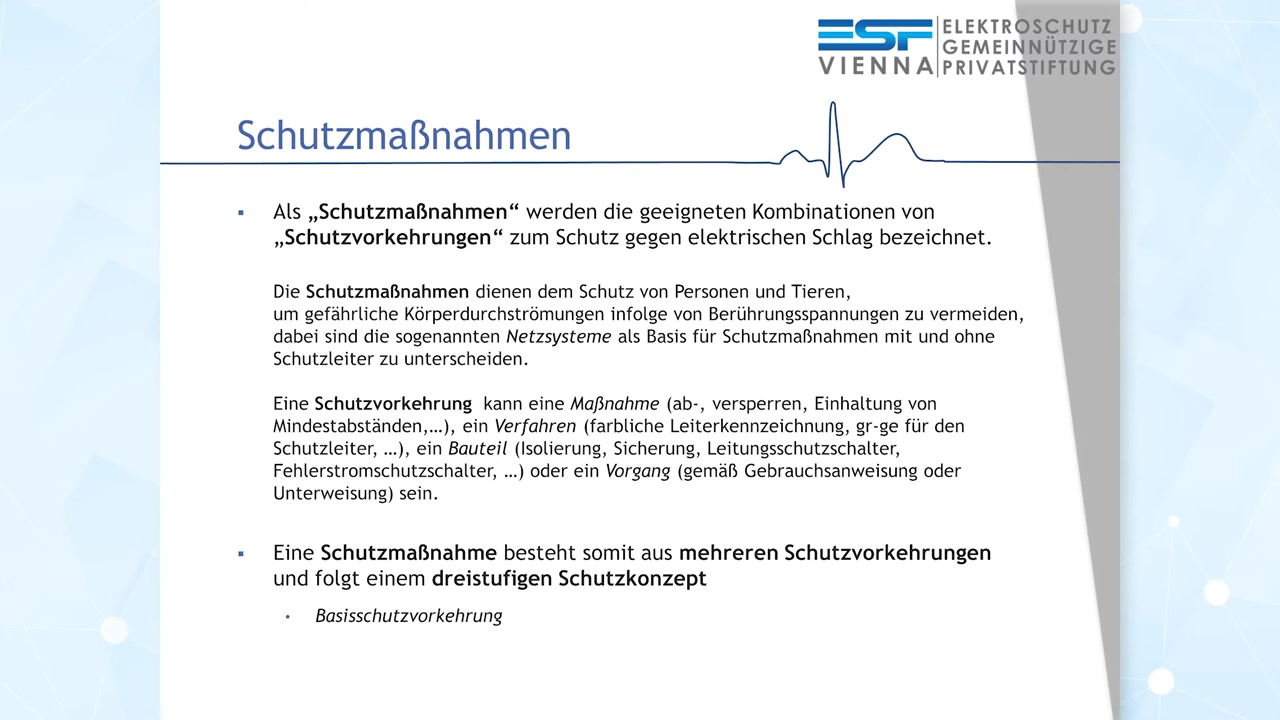 ESF
VIENNA
ELEKTROSCHUTZ
GEMEINNÜTZIGE
PRIVATSTIFTUNG
Schutzmaßnahmen
▪ Als „Schutzmaßnahmen“ werden die geeigneten Kombinationen von
„Schutzvorkehrungen“ zum Schutz gegen elektrischen Schlag bezeichnet.
Die Schutzmaßnahmen dienen dem Schutz von Personen und Tieren,
um gefährliche Körperdurchströmungen infolge von Berührungsspannungen zu vermeiden,
dabei sind die sogenannten Netzsysteme als Basis für Schutzmaßnahmen mit und ohne
Schutzleiter zu unterscheiden.
Eine Schutzvorkehrung kann eine Maßnahme (ab-, versperren, Einhaltung von
Mindestabständen,…), ein Verfahren (farbliche Leiterkennzeichnung, gr-ge für den
Schutzleiter, …), ein Bauteil (Isolierung, Sicherung, Leitungsschutzschalter,
Fehlerstromschutzschalter, …) oder ein Vorgang (gemäß Gebrauchsanweisung oder
Unterweisung) sein.
▪ Eine Schutzmaßnahme besteht somit aus mehreren Schutzvorkehrungen
und folgt einem dreistufigen Schutzkonzept
• Basisschutzvorkehrung